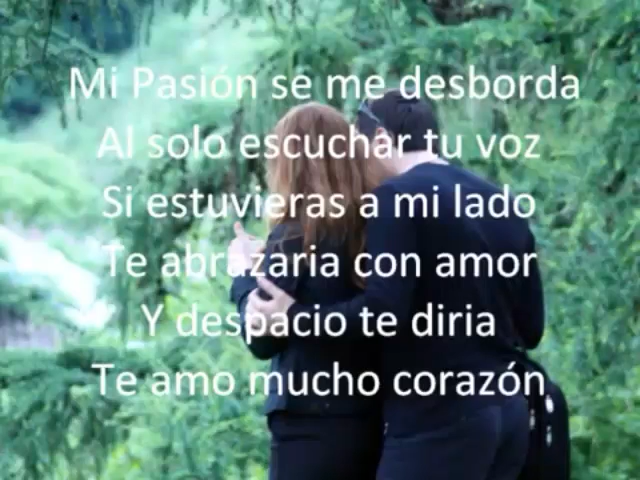 Mi Pasión se me desborda
Al solo escuchar tu voz
Si estuvieras a mi lado
Te abrazaria con amor
Y despacio te diria
Te amo mucho corazón